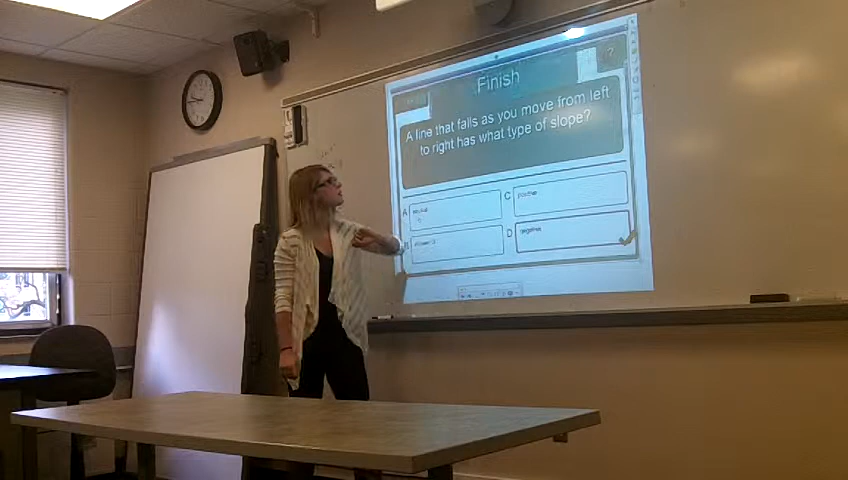 Finish
?
A line that falls as you move from left
to right has what type of slope?
A
C
positive
B
D
negative